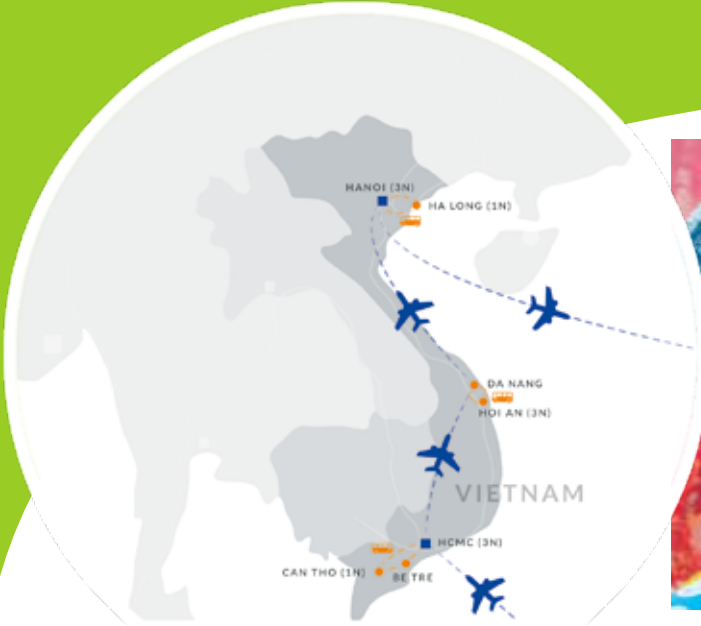 HANOI (3N)
HA LONG (1N)
DA NANG
HOI AN (3N)
VIETNAM
HCMC (3N)
CAN THO (1N)
BE TRE